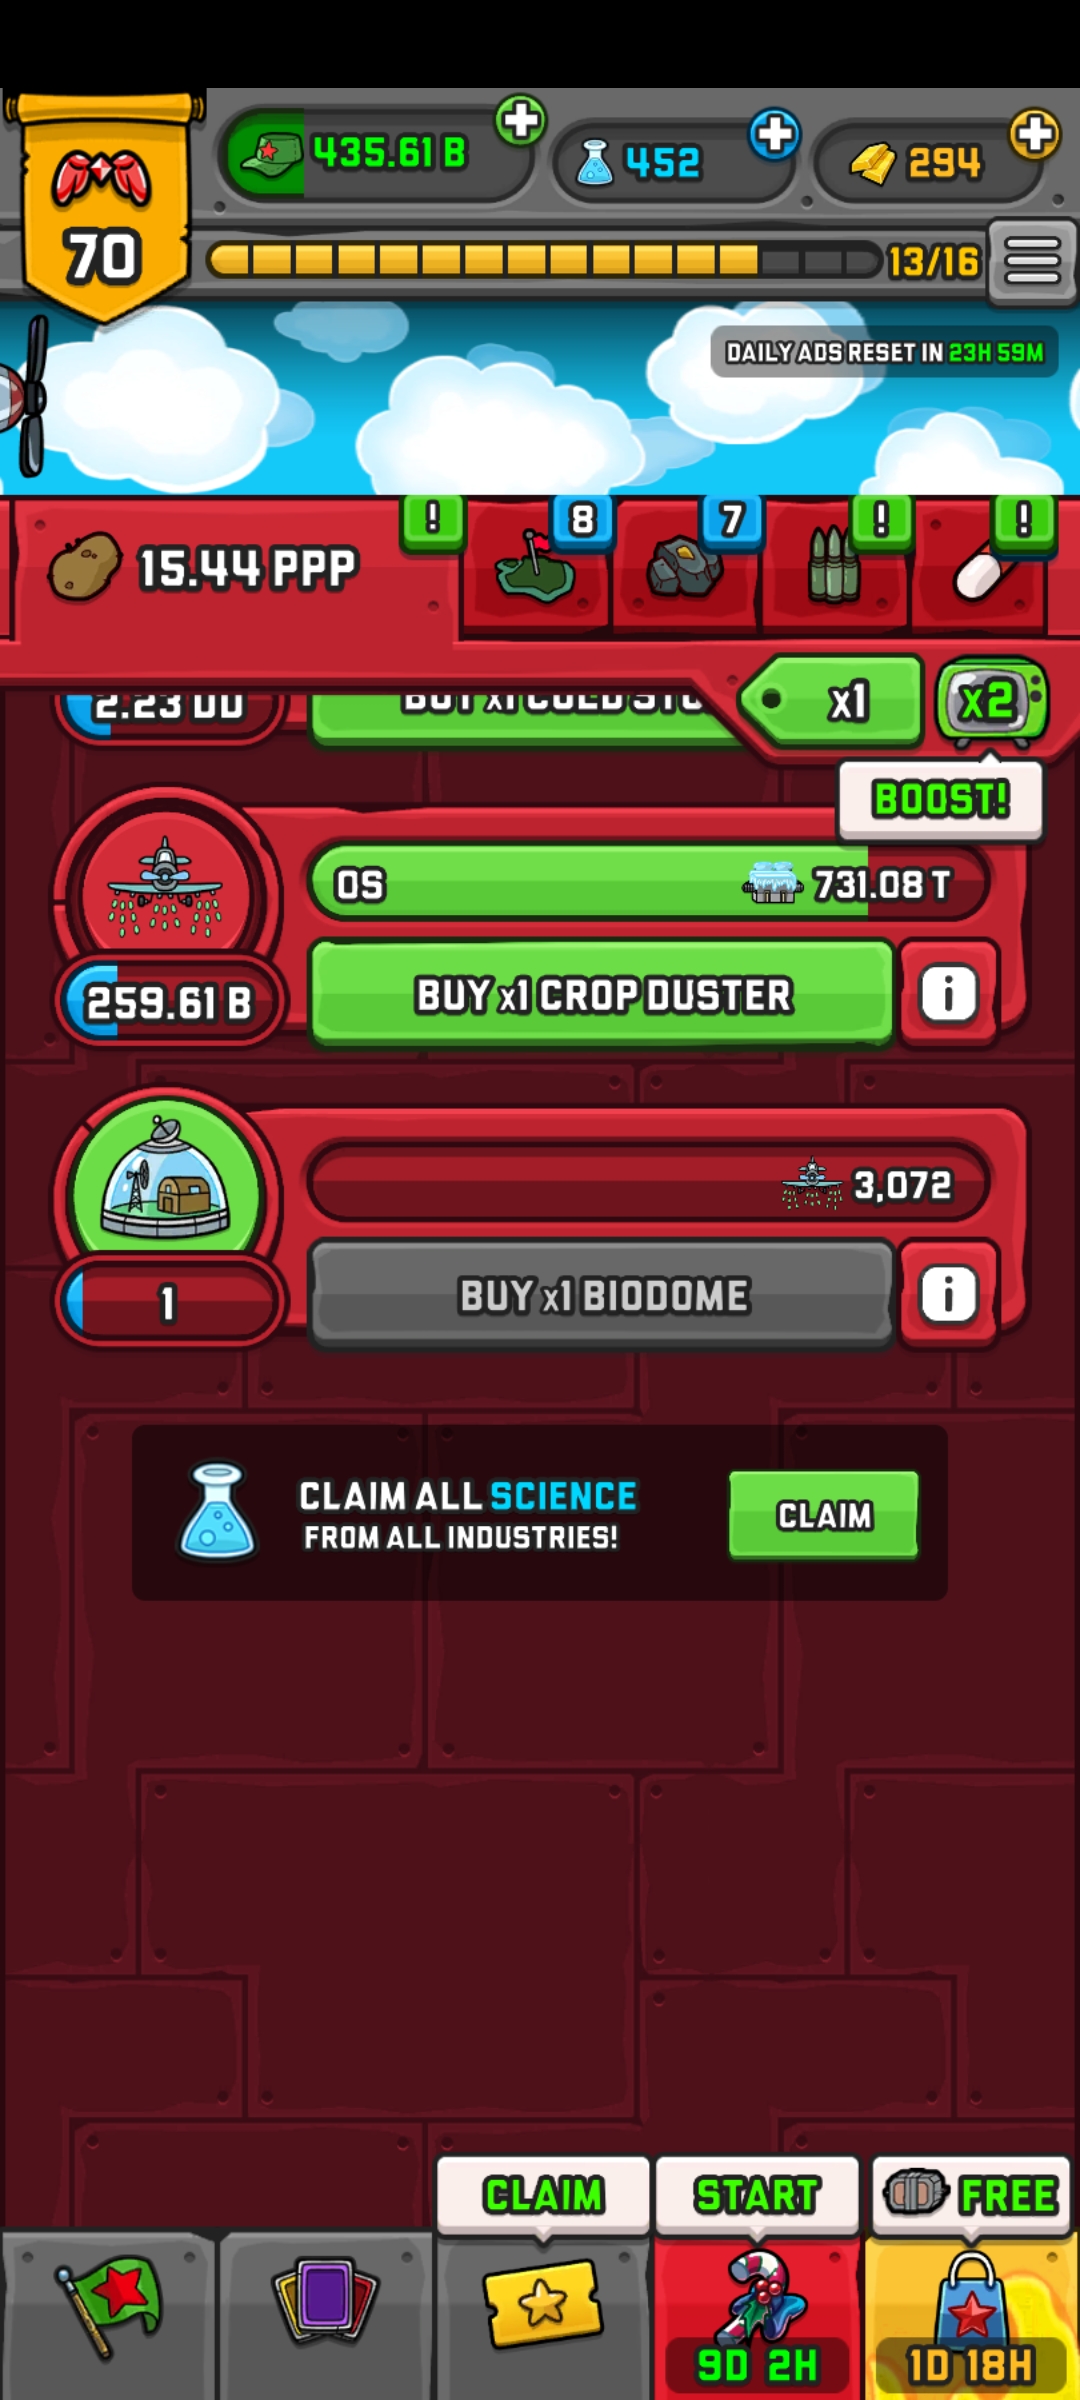 435.61 B
452
294
70
13/16
DAILY ADS RESET IN 23H 59M
!
8
7
!
!
15.44 PPP
x1
x2
BOOST!
2.23 DD
BUY x1 COLD STO
0S
731.08 T
259.61 B
BUY x1 CROP DUSTER
i
3,072
1
BUY x1 BIODOME
i
CLAIM ALL SCIENCE
FROM ALL INDUSTRIES!
CLAIM
CLAIM
START
FREE
9D 2H
1D 18H